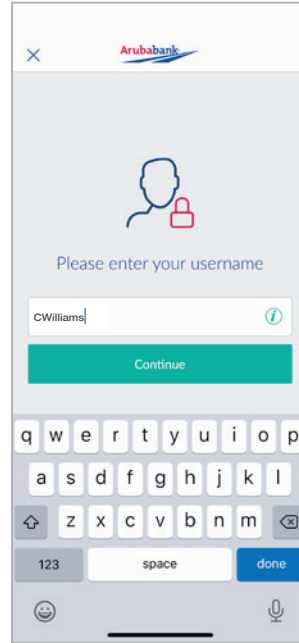 Arubabank
Please enter your username
CWilliams
i
Continue
q w e r t y u i o p
a s d f g h j k l
z x c v b n m
123 space done